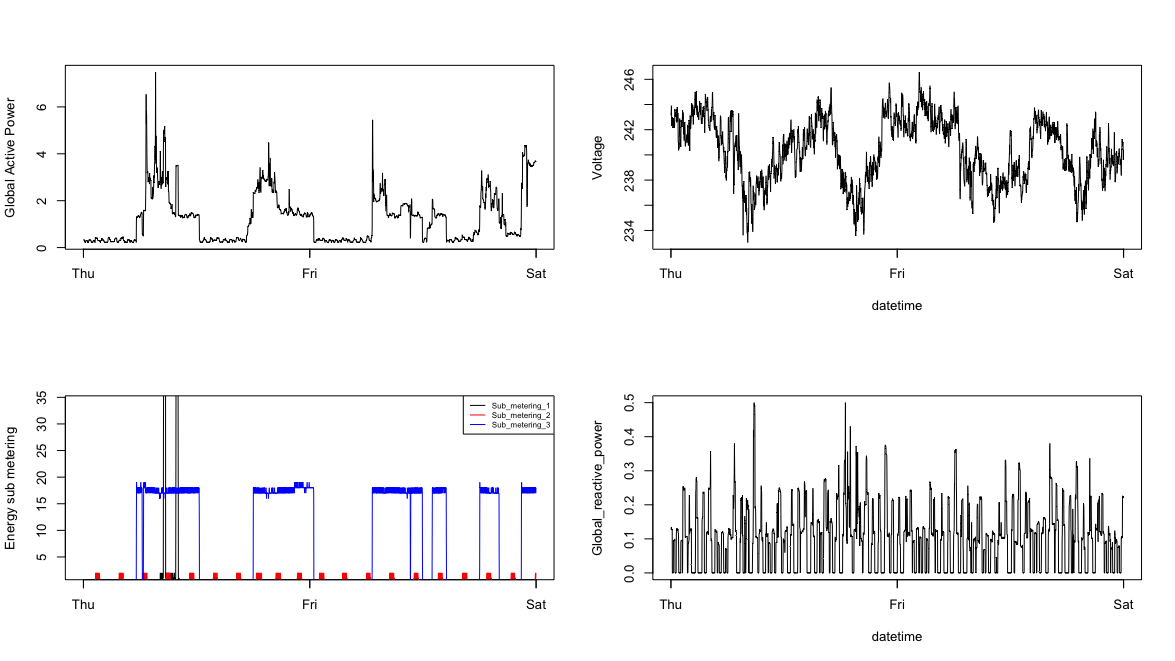 Global Active Power
6
4
2
0
Thu
Fri
Sat
Voltage
246
242
238
234
Thu
Fri
Sat
datetime
Energy sub metering
35
30
25
20
15
10
5
Sub_metering_1
Sub_metering_2
Sub_metering_3
Thu
Fri
Sat
Global_reactive_power
0.5
0.4
0.3
0.2
0.1
0.0
Thu
Fri
Sat
datetime